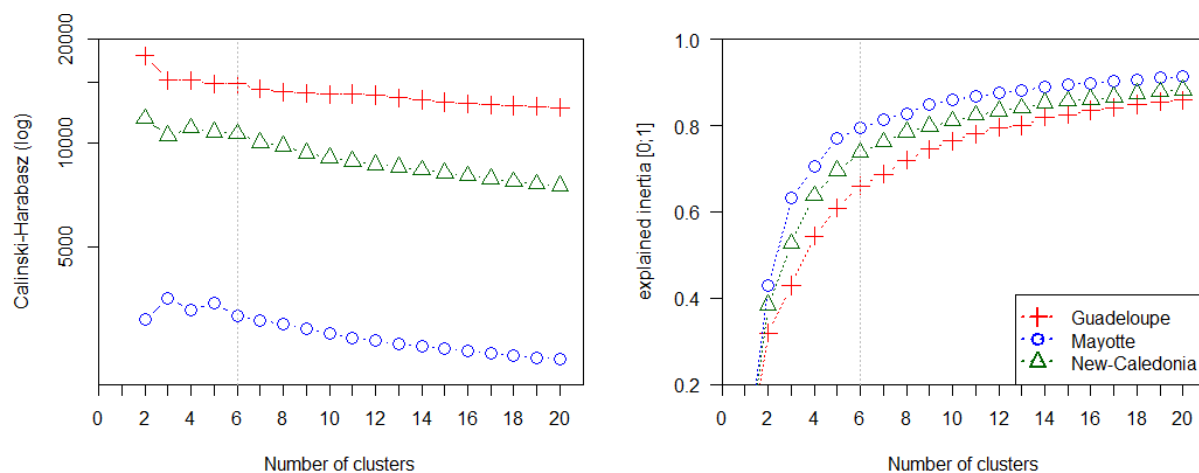 Calinski-Harabasz (log)
20000
10000
5000
0 2 4 6 8 10 12 14 16 18 20
Number of clusters
explained inertia [0;1]
1.0
0.8
0.6
0.4
0.2
0 2 4 6 8 10 12 14 16 18 20
Number of clusters
Guadeloupe
Mayotte
New-Caledonia